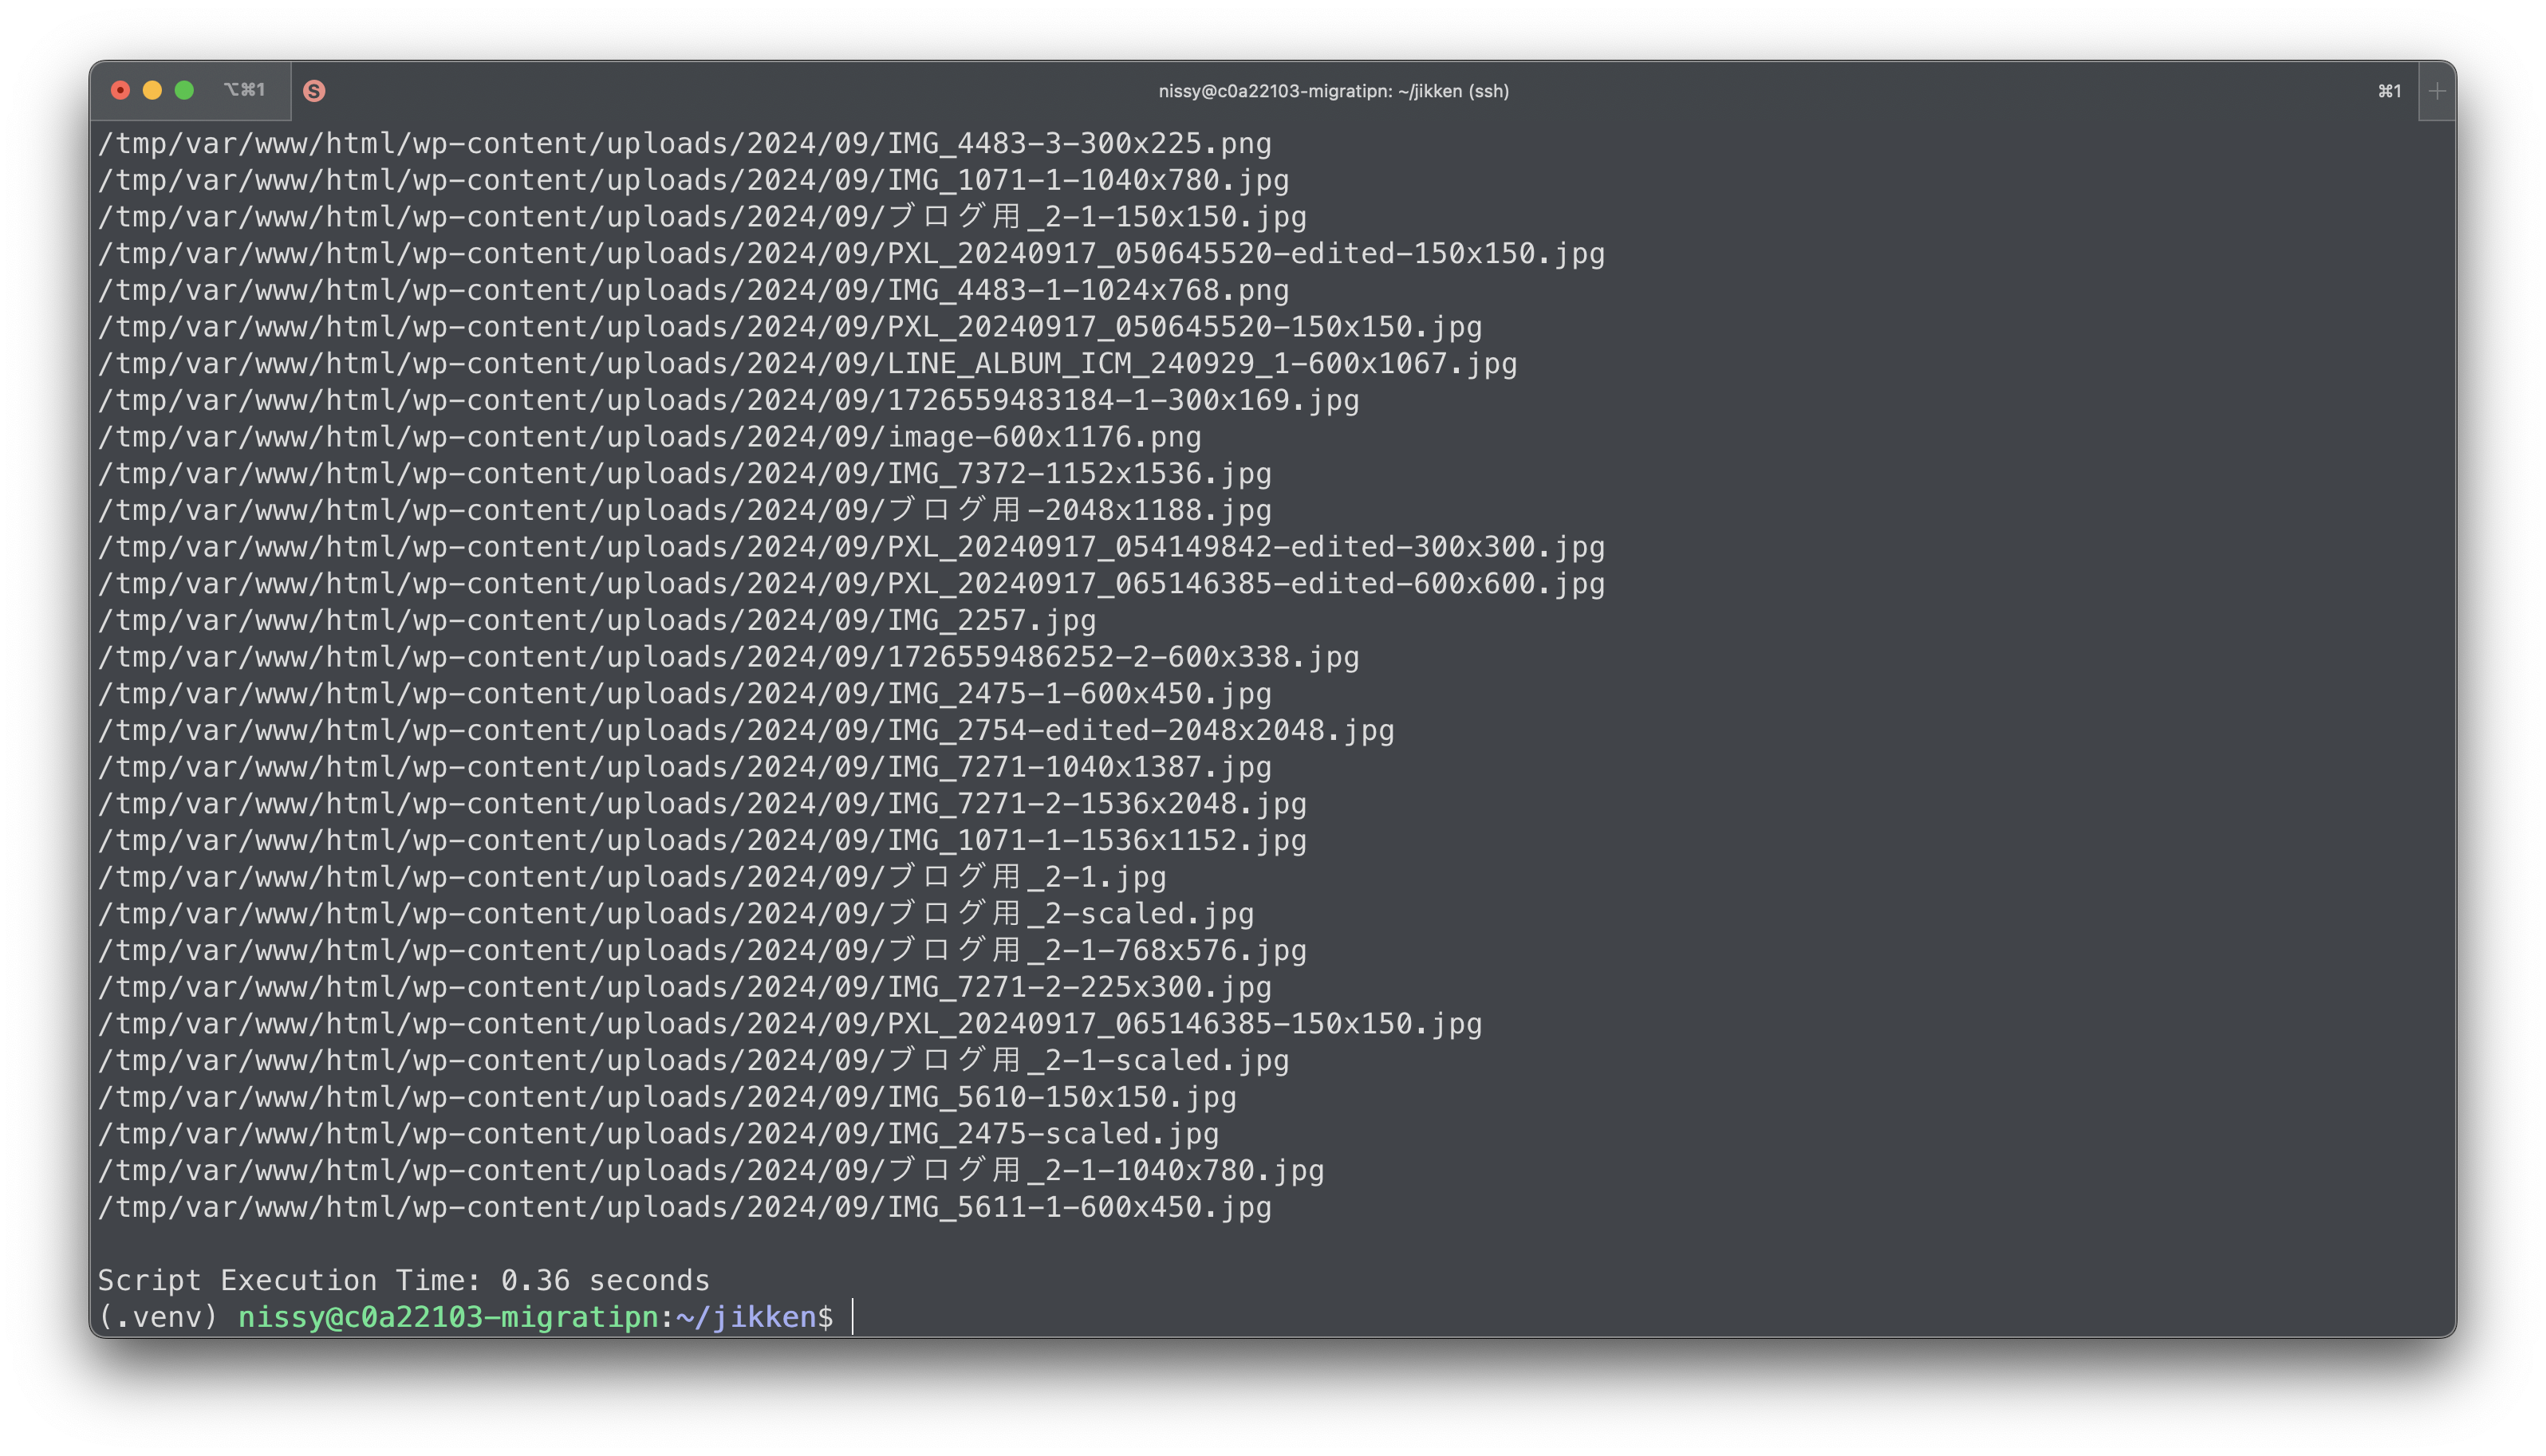 ⌥⌘1
S
nissy@c0a22103-migratipn: ~/jikken (ssh)
⌘1
/tmp/var/www/html/wp-content/uploads/2024/09/IMG_4483-3-300x225.png
/tmp/var/www/html/wp-content/uploads/2024/09/IMG_1071-1-1040x780.jpg
/tmp/var/www/html/wp-content/uploads/2024/09/ブログ用_2-1-150x150.jpg
/tmp/var/www/html/wp-content/uploads/2024/09/PXL_20240917_050645520-edited-150x150.jpg
/tmp/var/www/html/wp-content/uploads/2024/09/IMG_4483-1-1024x768.png
/tmp/var/www/html/wp-content/uploads/2024/09/PXL_20240917_050645520-150x150.jpg
/tmp/var/www/html/wp-content/uploads/2024/09/LINE_ALBUM_ICM_240929_1-600x1067.jpg
/tmp/var/www/html/wp-content/uploads/2024/09/1726559483184-1-300x169.jpg
/tmp/var/www/html/wp-content/uploads/2024/09/image-600x1176.png
/tmp/var/www/html/wp-content/uploads/2024/09/IMG_7372-1152x1536.jpg
/tmp/var/www/html/wp-content/uploads/2024/09/ブログ用-2048x1188.jpg
/tmp/var/www/html/wp-content/uploads/2024/09/PXL_20240917_054149842-edited-300x300.jpg
/tmp/var/www/html/wp-content/uploads/2024/09/PXL_20240917_065146385-edited-600x600.jpg
/tmp/var/www/html/wp-content/uploads/2024/09/IMG_2257.jpg
/tmp/var/www/html/wp-content/uploads/2024/09/1726559486252-2-600x338.jpg
/tmp/var/www/html/wp-content/uploads/2024/09/IMG_2475-1-600x450.jpg
/tmp/var/www/html/wp-content/uploads/2024/09/IMG_2754-edited-2048x2048.jpg
/tmp/var/www/html/wp-content/uploads/2024/09/IMG_7271-1040x1387.jpg
/tmp/var/www/html/wp-content/uploads/2024/09/IMG_7271-2-1536x2048.jpg
/tmp/var/www/html/wp-content/uploads/2024/09/IMG_1071-1-1536x1152.jpg
/tmp/var/www/html/wp-content/uploads/2024/09/ブログ用_2-1.jpg
/tmp/var/www/html/wp-content/uploads/2024/09/ブログ用_2-scaled.jpg
/tmp/var/www/html/wp-content/uploads/2024/09/ブログ用_2-1-768x576.jpg
/tmp/var/www/html/wp-content/uploads/2024/09/IMG_7271-2-225x300.jpg
/tmp/var/www/html/wp-content/uploads/2024/09/PXL_20240917_065146385-150x150.jpg
/tmp/var/www/html/wp-content/uploads/2024/09/ブログ用_2-1-scaled.jpg
/tmp/var/www/html/wp-content/uploads/2024/09/IMG_5610-150x150.jpg
/tmp/var/www/html/wp-content/uploads/2024/09/IMG_2475-scaled.jpg
/tmp/var/www/html/wp-content/uploads/2024/09/ブログ用_2-1-1040x780.jpg
/tmp/var/www/html/wp-content/uploads/2024/09/IMG_5611-1-600x450.jpg
Script Execution Time: 0.36 seconds
(.venv) nissy@c0a22103-migratipn:~/jikken$